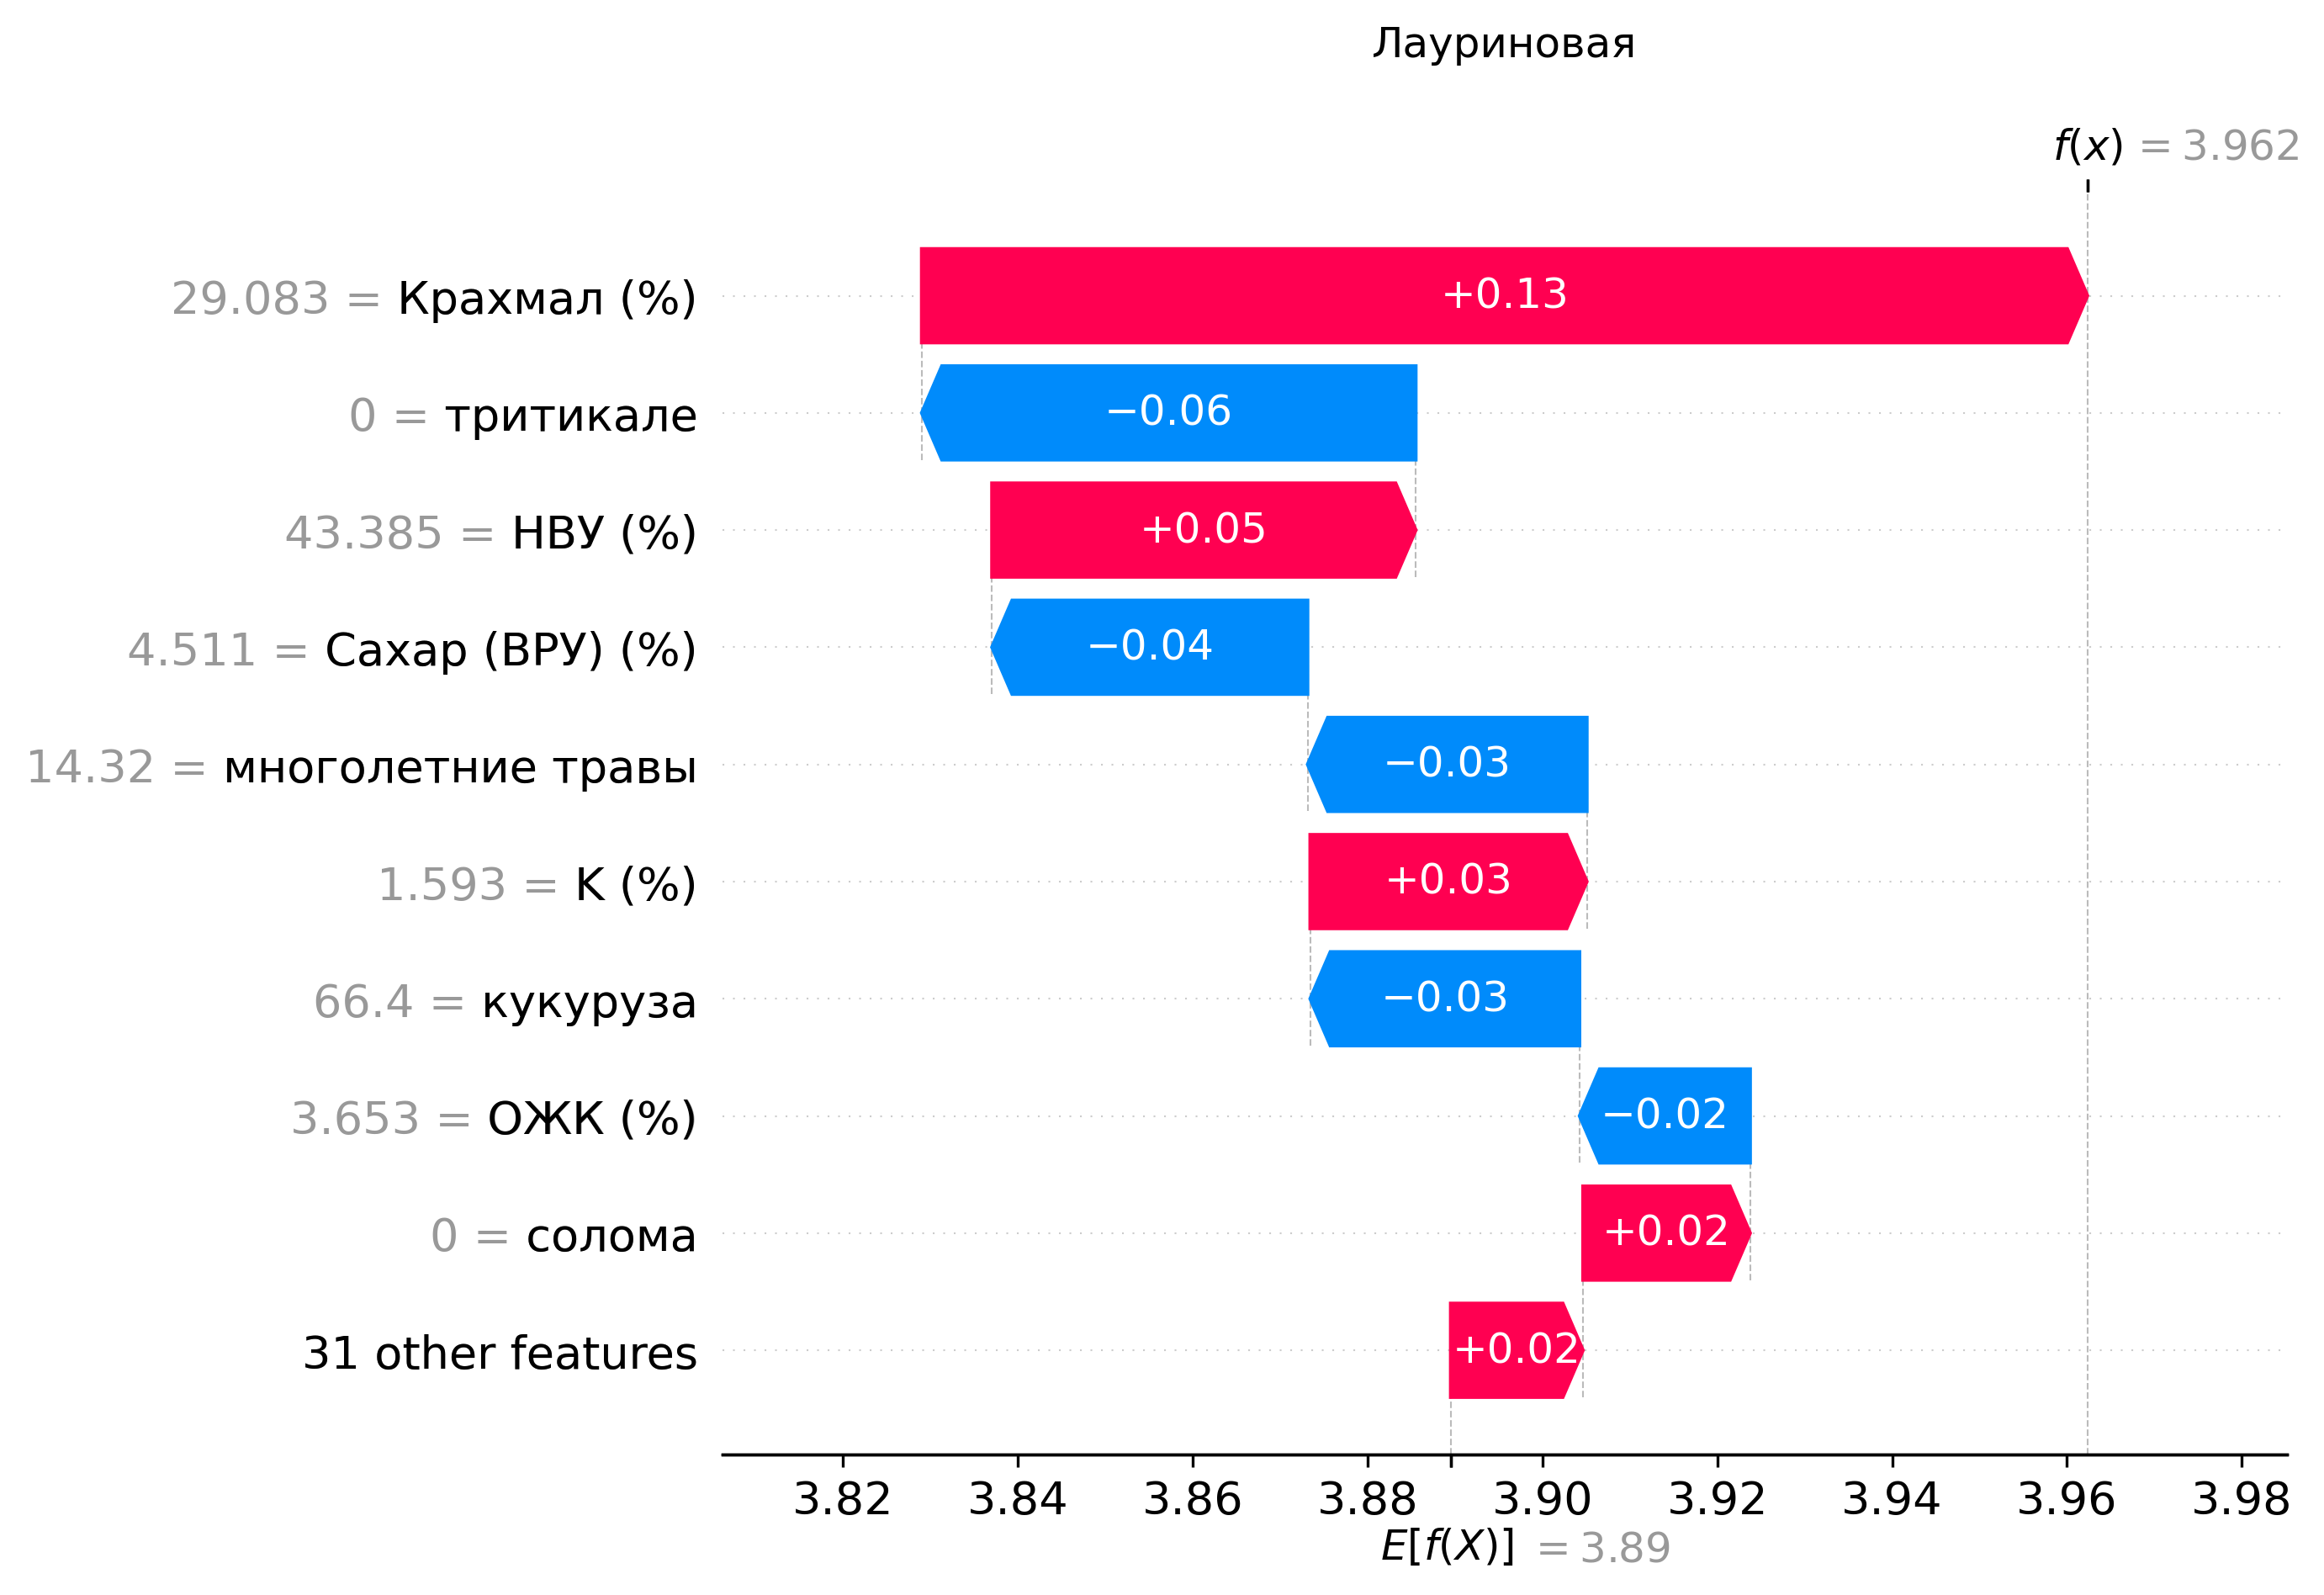 Лауриновая
f(x) = 3.962
29.083 = Крахмал (%)
+0.13
0 = тритикале
−0.06
43.385 = НВУ (%)
+0.05
4.511 = Сахар (ВРУ) (%)
−0.04
14.32 = многолетние травы
−0.03
1.593 = K (%)
+0.03
66.4 = кукуруза
−0.03
3.653 = ОЖК (%)
−0.02
0 = солома
+0.02
31 other features
+0.02
3.82 3.84 3.86 3.88 3.90 3.92 3.94 3.96 3.98
E[f(X)] = 3.89